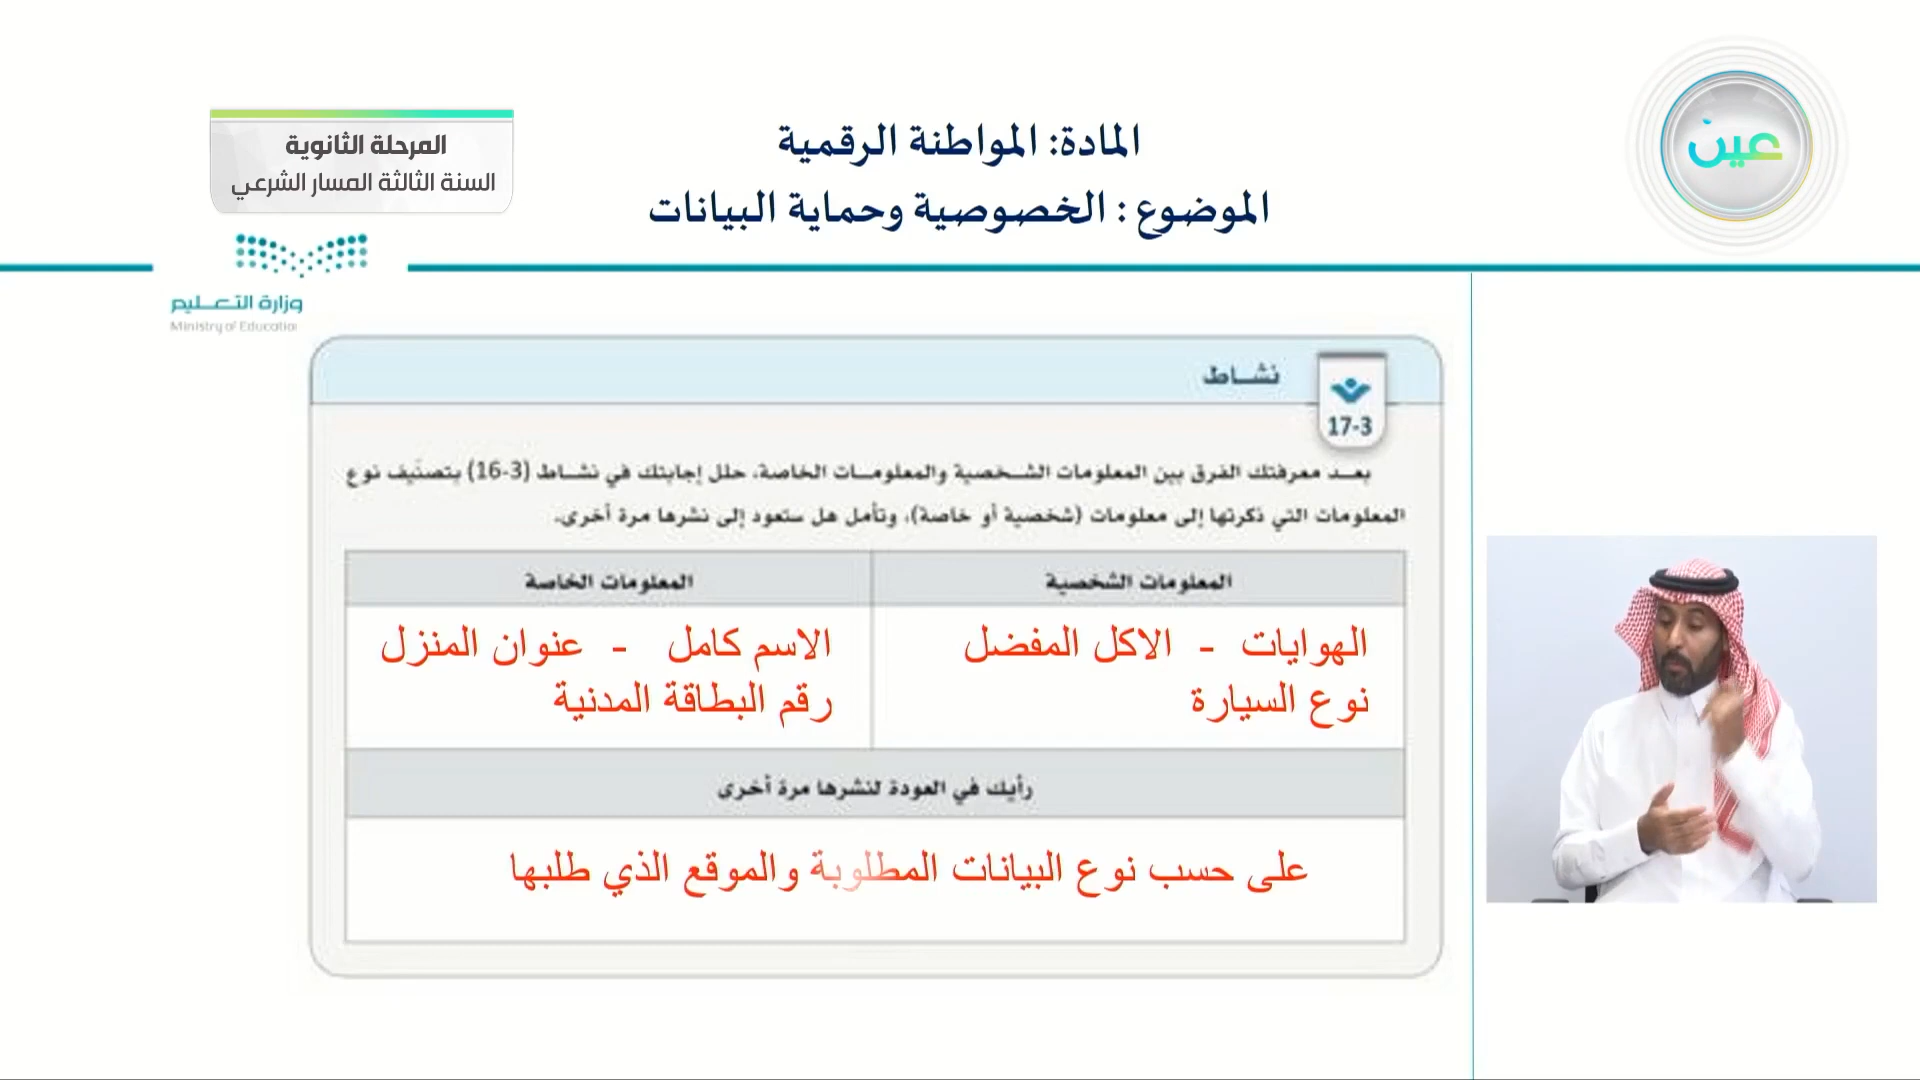 المرحلة الثانوية
السنة الثالثة المسار الشرعي
المادة: المواطنة الرقمية
الموضوع : الخصوصية وحماية البيانات
عين
وزارة التعليم
Ministry of Education
نشاط
17-3
بعد معرفتك الفرق بين المعلومات الشخصية والمعلومات الخاصة، حلل إجابتك في نشاط (3-16) بتصنيف نوع
المعلومات التي ذكرتها إلى معلومات (شخصية أو خاصة)، وتأمل هل ستعود إلى نشرها مرة أخرى.
المعلومات الشخصية
المعلومات الخاصة
الهوايات - الاكل المفضل
نوع السيارة
الاسم كامل - عنوان المنزل
رقم البطاقة المدنية
رأيك في العودة لنشرها مرة أخرى
على حسب نوع البيانات المطلوبة والموقع الذي طلبها